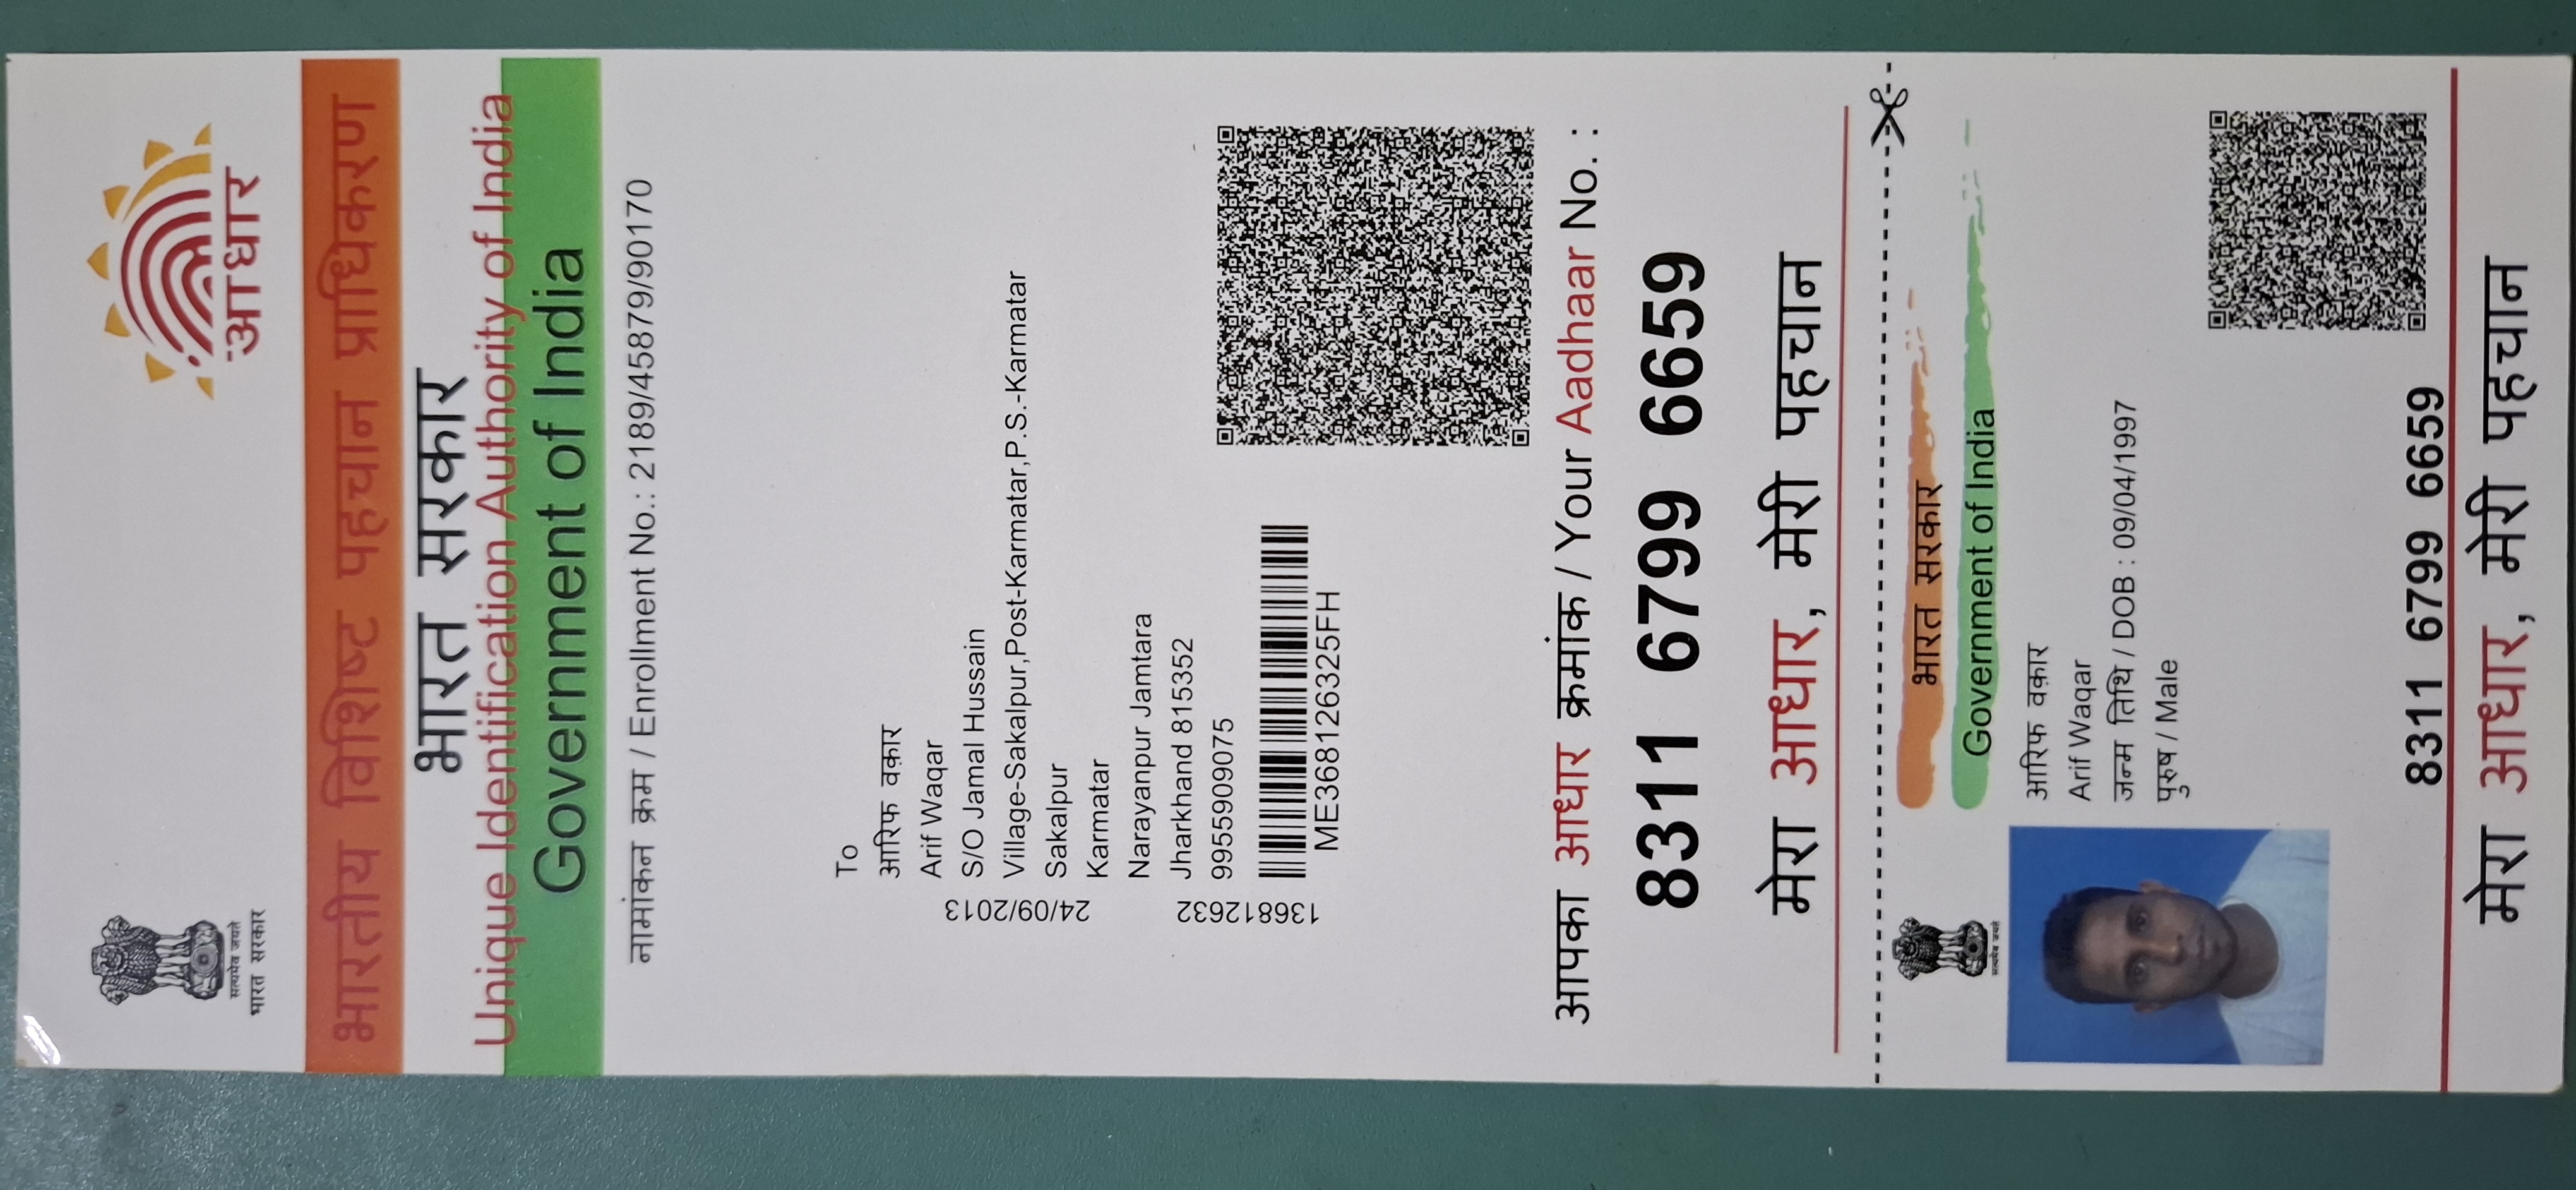 सत्यमेव जयते
भारत सरकार
आधार
भारतीय विशिष्ट पहचान प्राधिकरण
भारत सरकार
Unique Identification Authority of India
Government of India
नामांकन क्रम / Enrollment No.: 2189/45879/90170
To
आरिफ वक़ार
Arif Waqar
S/O Jamal Hussain
Village-Sakalpur,Post-Karmatar,P.S.-Karmatar
Sakalpur
Karmatar
Narayanpur Jamtara
Jharkhand 815352
9955909075
24/09/2013
136812632
ME368126325FH
आपका आधार क्रमांक / Your Aadhaar No. :
8311 6799 6659
मेरा आधार, मेरी पहचान
सत्यमेव जयते
भारत सरकार
Government of India
आरिफ वक़ार
Arif Waqar
जन्म तिथि / DOB : 09/04/1997
पुरुष / Male
8311 6799 6659
मेरा आधार, मेरी पहचान